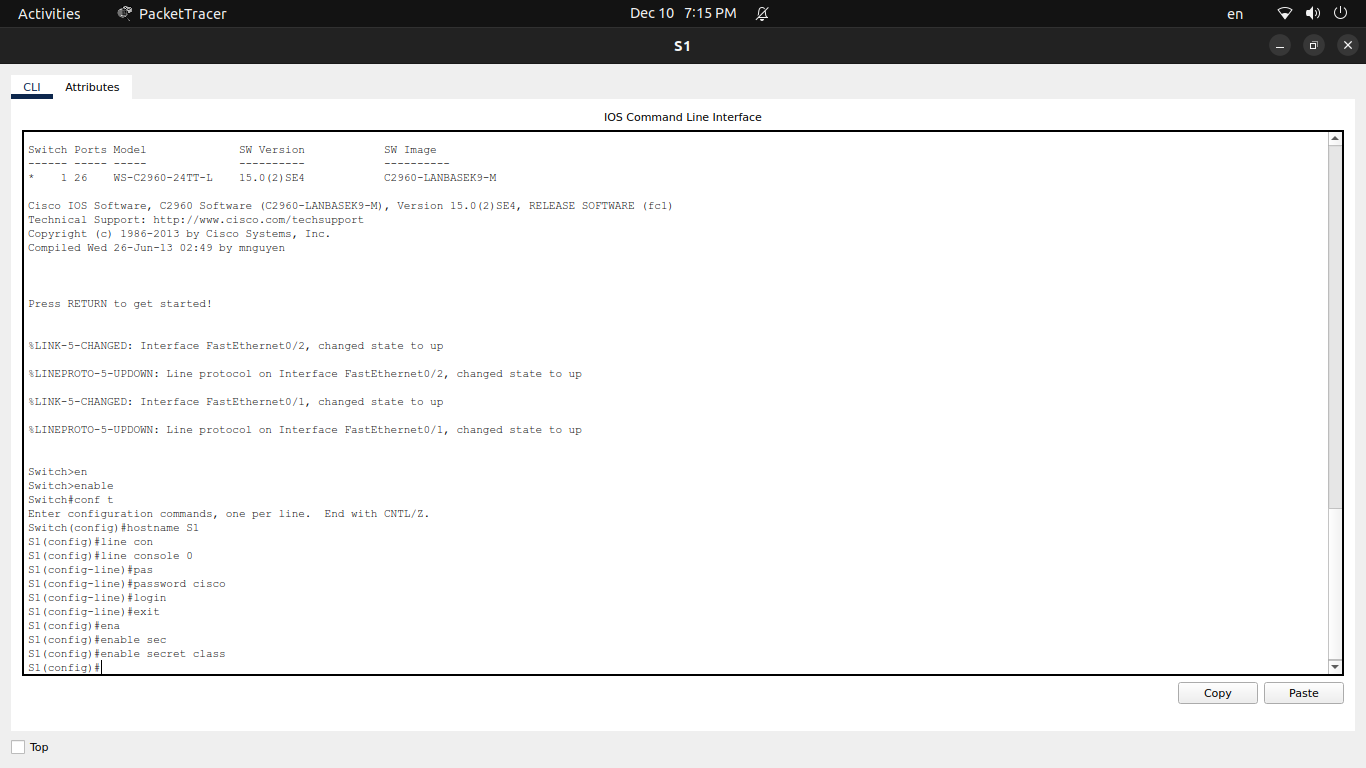 Activities PacketTracer Dec 10 7:15 PM en
S1
CLI Attributes
IOS Command Line Interface
Switch Ports Model SW Version SW Image
------ ----- ----- ---------- ----------
* 1 26 WS-C2960-24TT-L 15.0(2)SE4 C2960-LANBASEK9-M
Cisco IOS Software, C2960 Software (C2960-LANBASEK9-M), Version 15.0(2)SE4, RELEASE SOFTWARE (fc1)
Technical Support: http://www.cisco.com/techsupport
Copyright (c) 1986-2013 by Cisco Systems, Inc.
Compiled Wed 26-Jun-13 02:49 by mnguyen
Press RETURN to get started!
%LINK-5-CHANGED: Interface FastEthernet0/2, changed state to up
%LINEPROTO-5-UPDOWN: Line protocol on Interface FastEthernet0/2, changed state to up
%LINK-5-CHANGED: Interface FastEthernet0/1, changed state to up
%LINEPROTO-5-UPDOWN: Line protocol on Interface FastEthernet0/1, changed state to up
Switch>en
Switch>enable
Switch#conf t
Enter configuration commands, one per line.  End with CNTL/Z.
Switch(config)#hostname S1
S1(config)#line con
S1(config)#line console 0
S1(config-line)#pas
S1(config-line)#password cisco
S1(config-line)#login
S1(config-line)#exit
S1(config)#ena
S1(config)#enable sec
S1(config)#enable secret class
S1(config)#
Copy Paste
Top